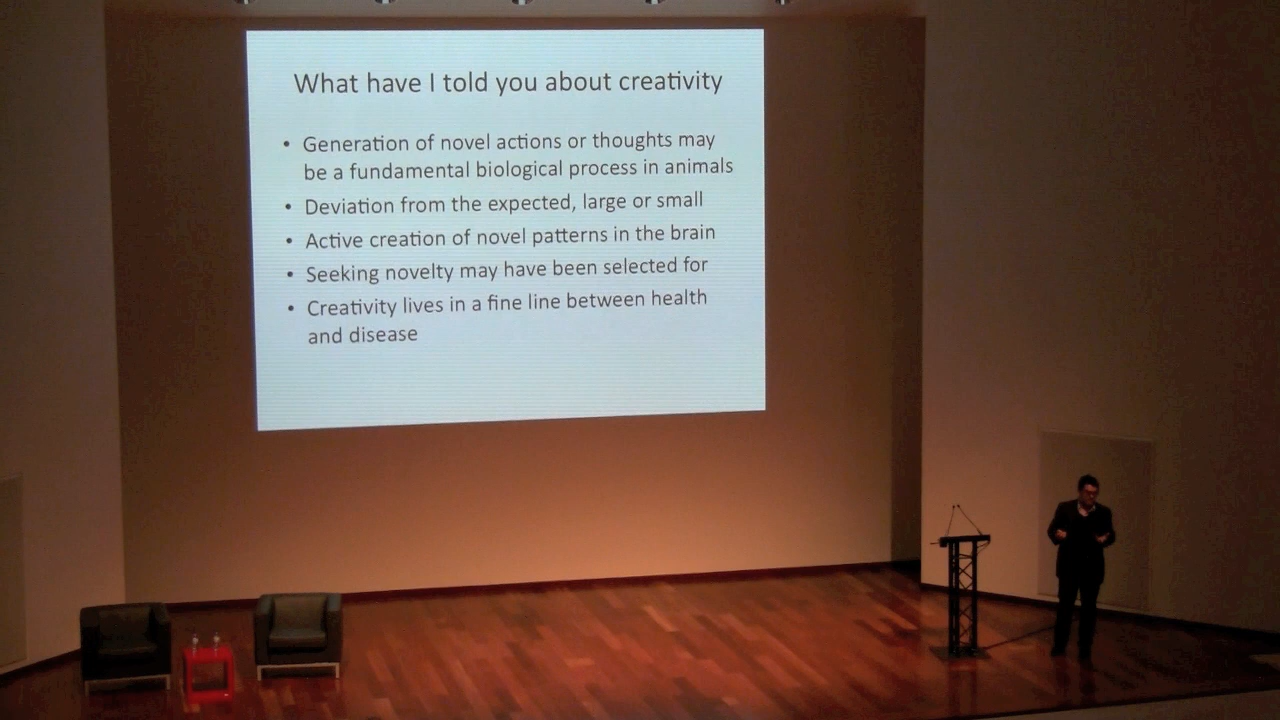 What have I told you about creativity
• Generation of novel actions or thoughts may
be a fundamental biological process in animals
• Deviation from the expected, large or small
• Active creation of novel patterns in the brain
• Seeking novelty may have been selected for
• Creativity lives in a fine line between health
and disease